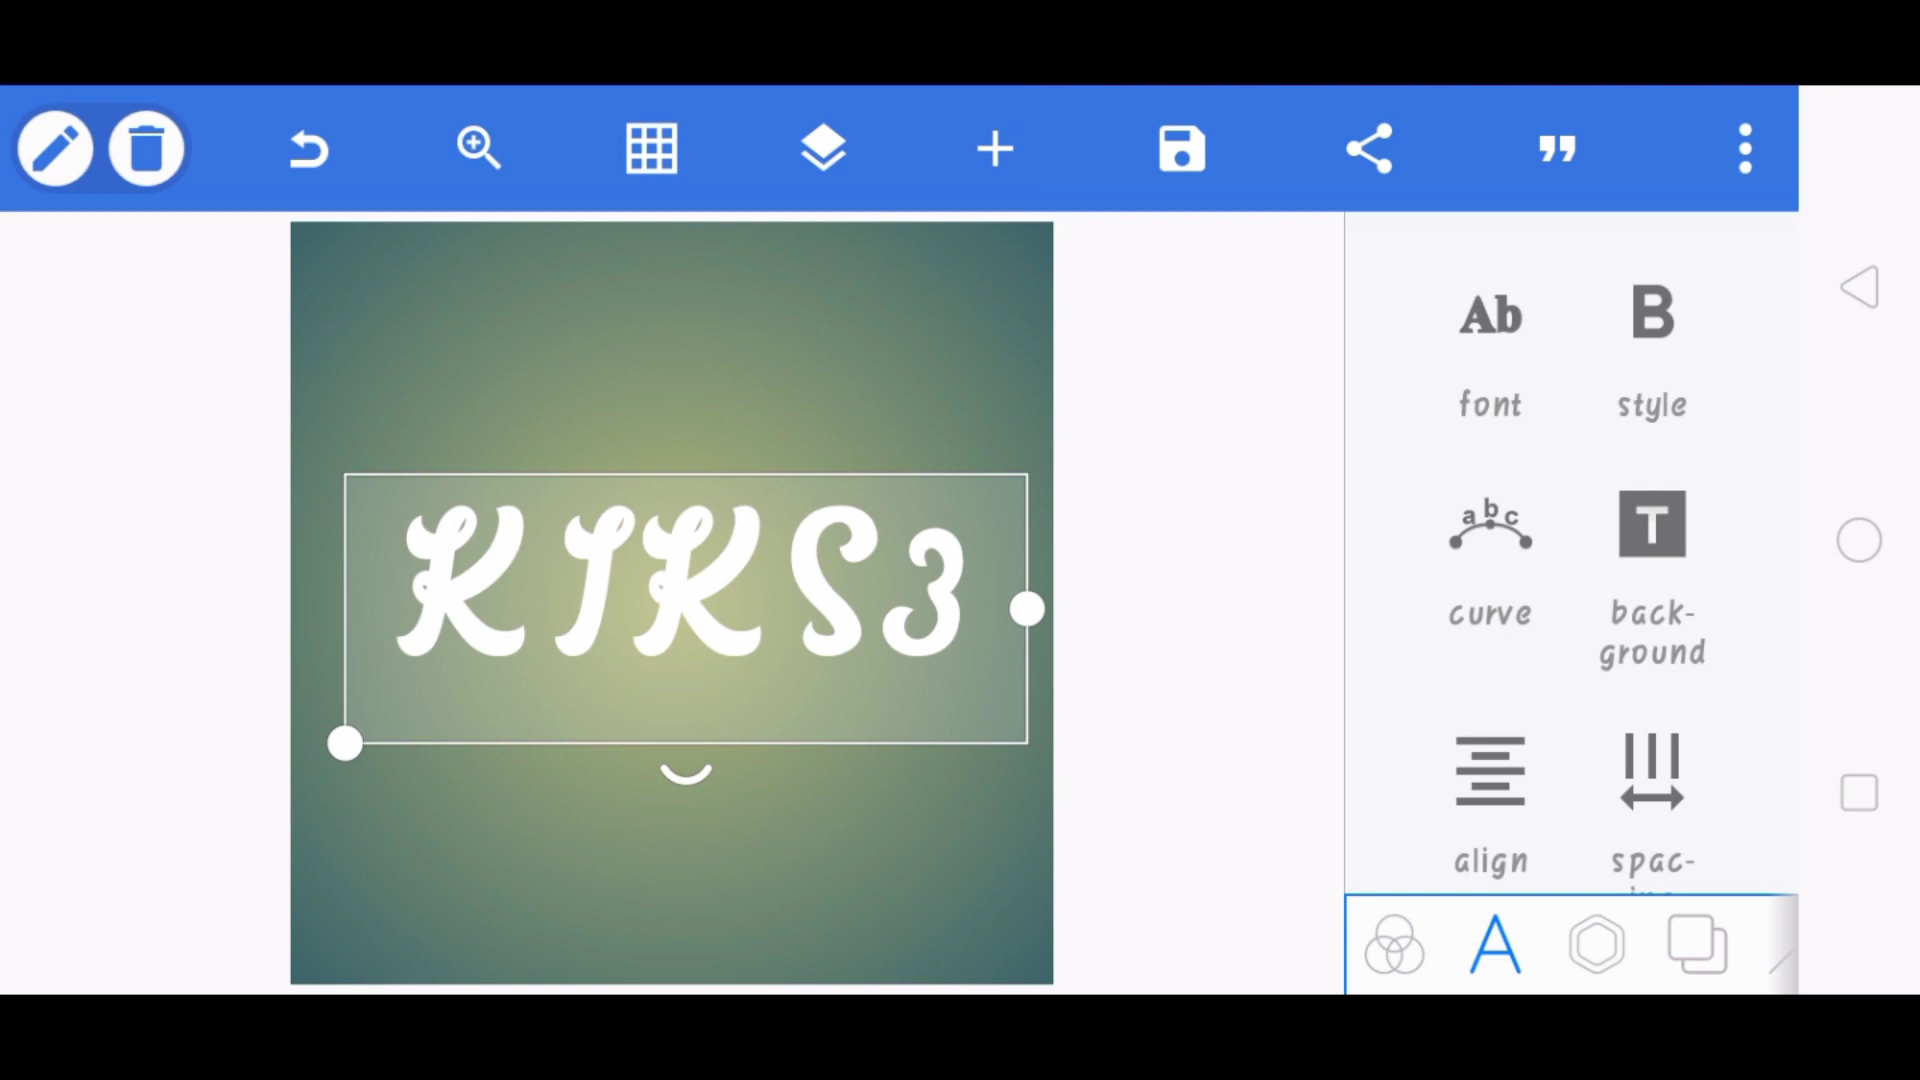 KIKS3
Ab
B
font
style
abc
T
curve
back-
ground
align
spac-
A